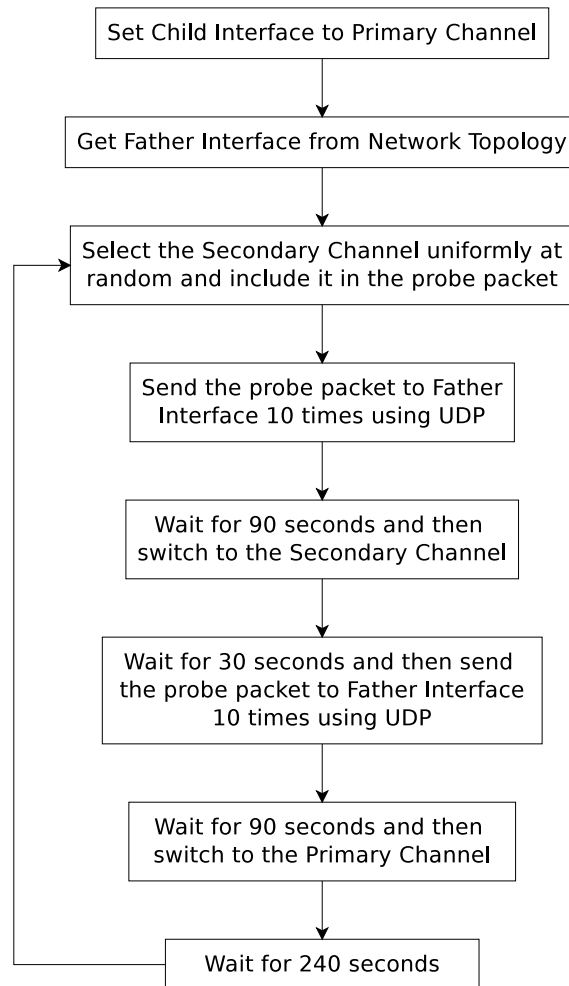 Set Child Interface to Primary Channel
Get Father Interface from Network Topology
Select the Secondary Channel uniformly at
random and include it in the probe packet
Send the probe packet to Father
Interface 10 times using UDP
Wait for 90 seconds and then
switch to the Secondary Channel
Wait for 30 seconds and then send
the probe packet to Father Interface
10 times using UDP
Wait for 90 seconds and then
switch to the Primary Channel
Wait for 240 seconds